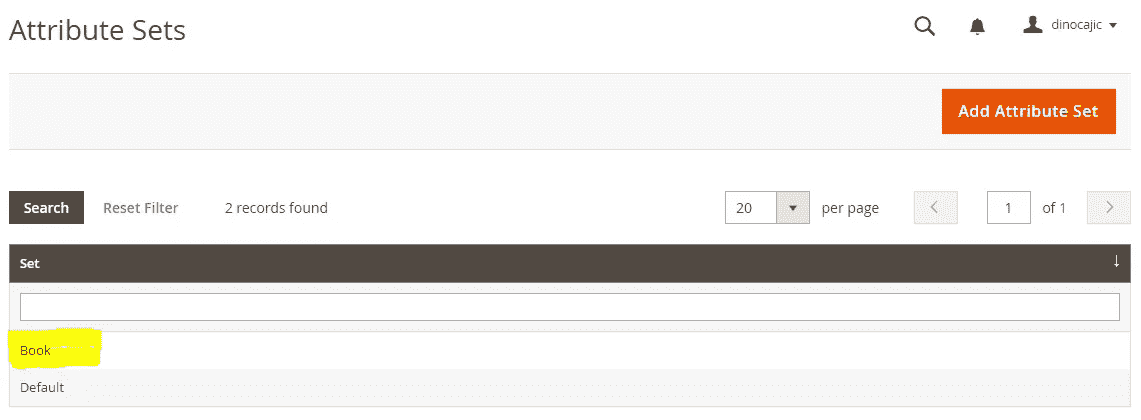 Attribute Sets
dinocajic
Add Attribute Set
Search Reset Filter 2 records found 20 per page 1 of 1
Set
Book
Default